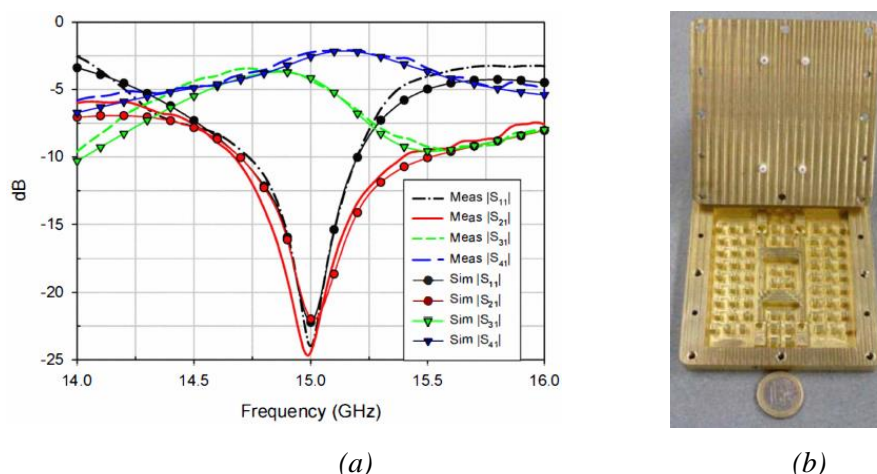 0
-5
-10
-15
-20
-25
dB
14.0 14.5 15.0 15.5 16.0
Frequency (GHz)
Meas |S11|
Meas |S21|
Meas |S31|
Meas |S41|
Sim |S11|
Sim |S21|
Sim |S31|
Sim |S41|
(a) (b)